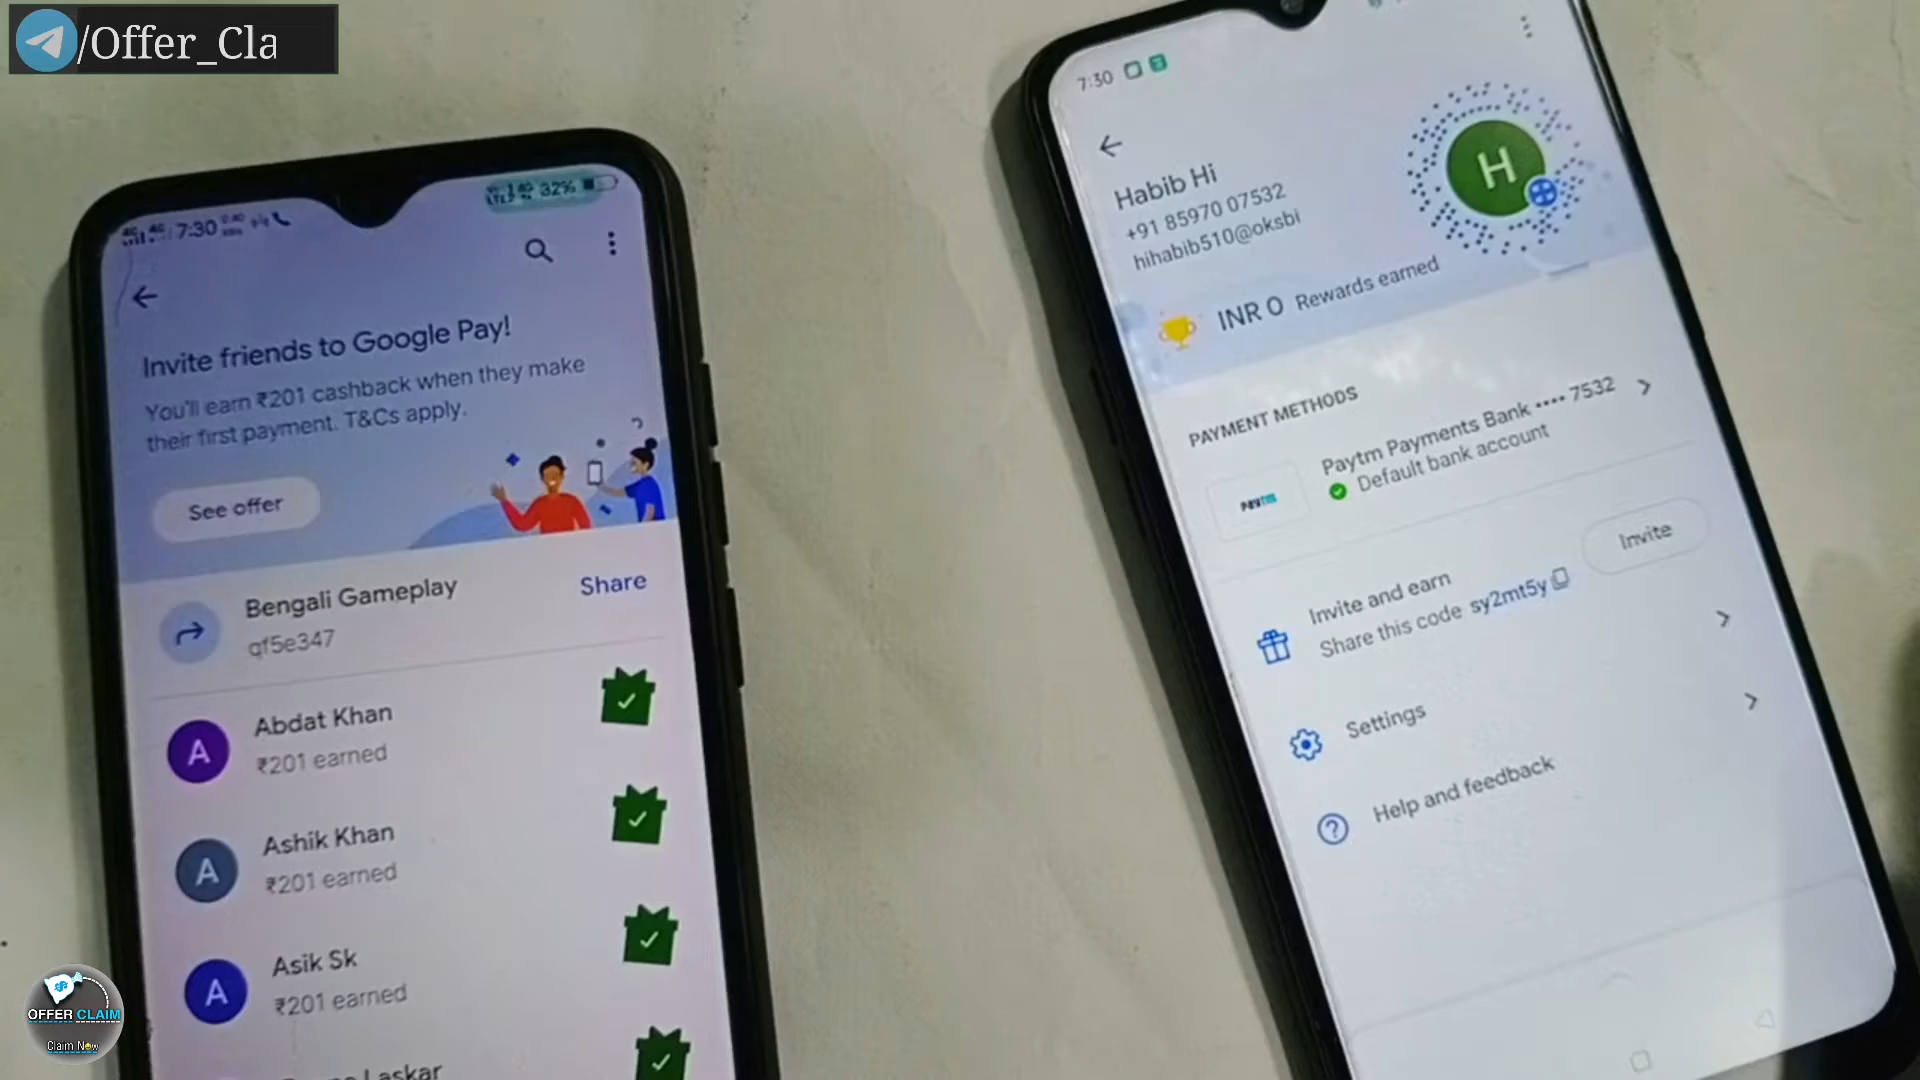 /Offer_Cla
7:30
32%
Invite friends to Google Pay!
You'll earn ₹201 cashback when they make
their first payment. T&Cs apply.
See offer
Bengali Gameplay
Share
qf5e347
A
Abdat Khan
₹201 earned
A
Ashik Khan
₹201 earned
A
Asik Sk
₹201 earned
Laskar
OFFER CLAIM
Claim Now
7:30
Habib Hi
+91 85970 07532
hihabib510@oksbi
H
INR 0 Rewards earned
PAYMENT METHODS
paytm
Paytm Payments Bank •••• 7532
Default bank account
Invite and earn
Share this code sy2mt5y
Invite
Settings
Help and feedback